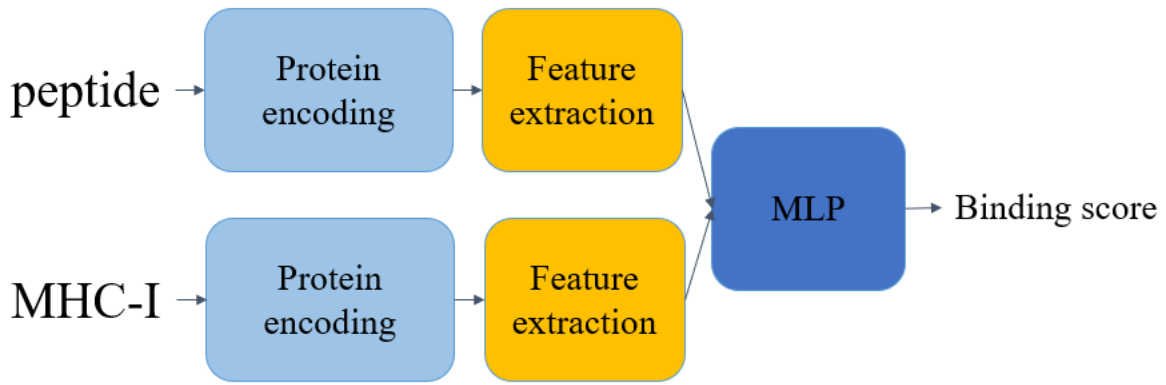 peptide
Protein
encoding
Feature
extraction
MHC-I
Protein
encoding
Feature
extraction
MLP
Binding score